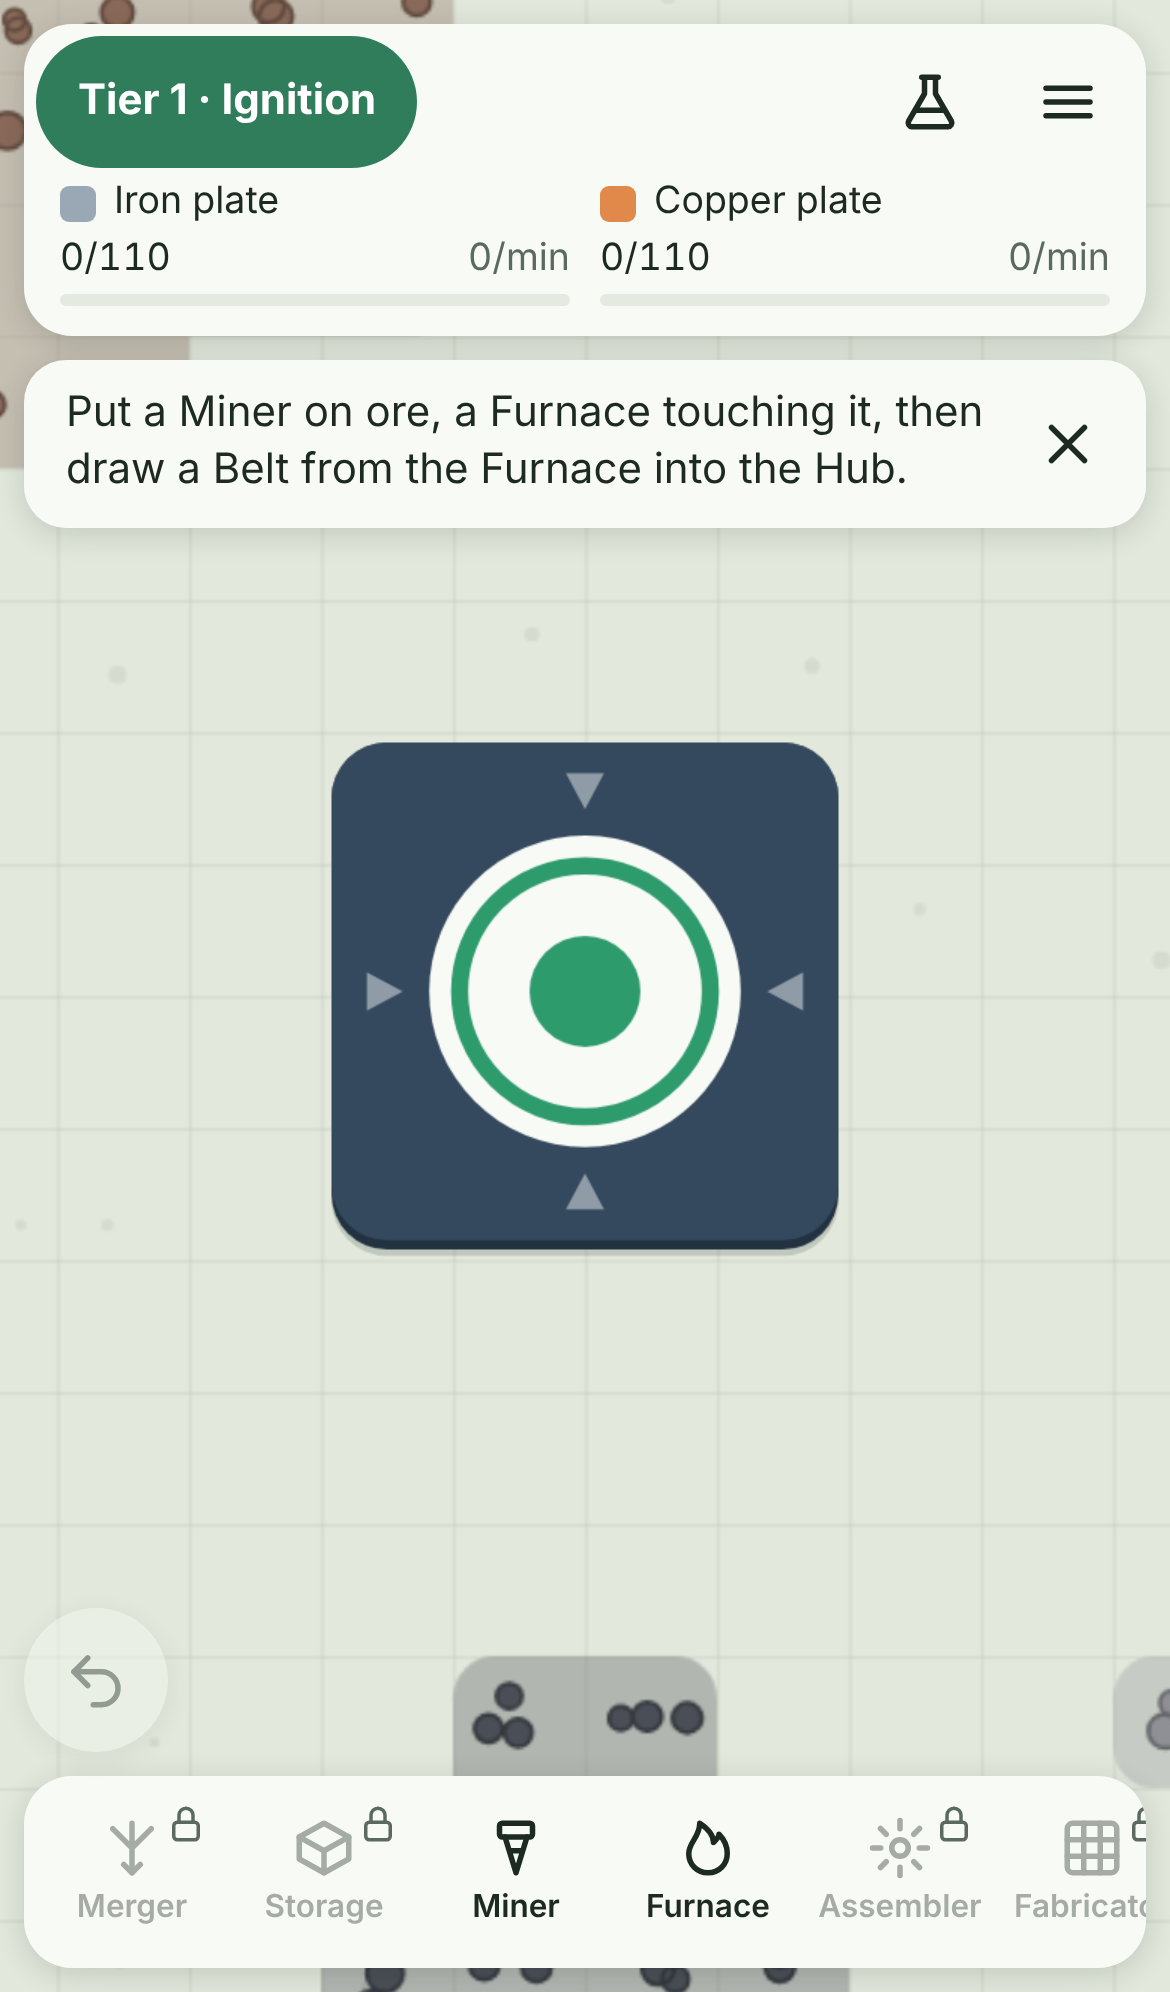 Tier 1 · Ignition
Iron plate
0/110 0/min
Copper plate
0/110 0/min
Put a Miner on ore, a Furnace touching it, then
draw a Belt from the Furnace into the Hub.
Merger
Storage
Miner
Furnace
Assembler
Fabricato